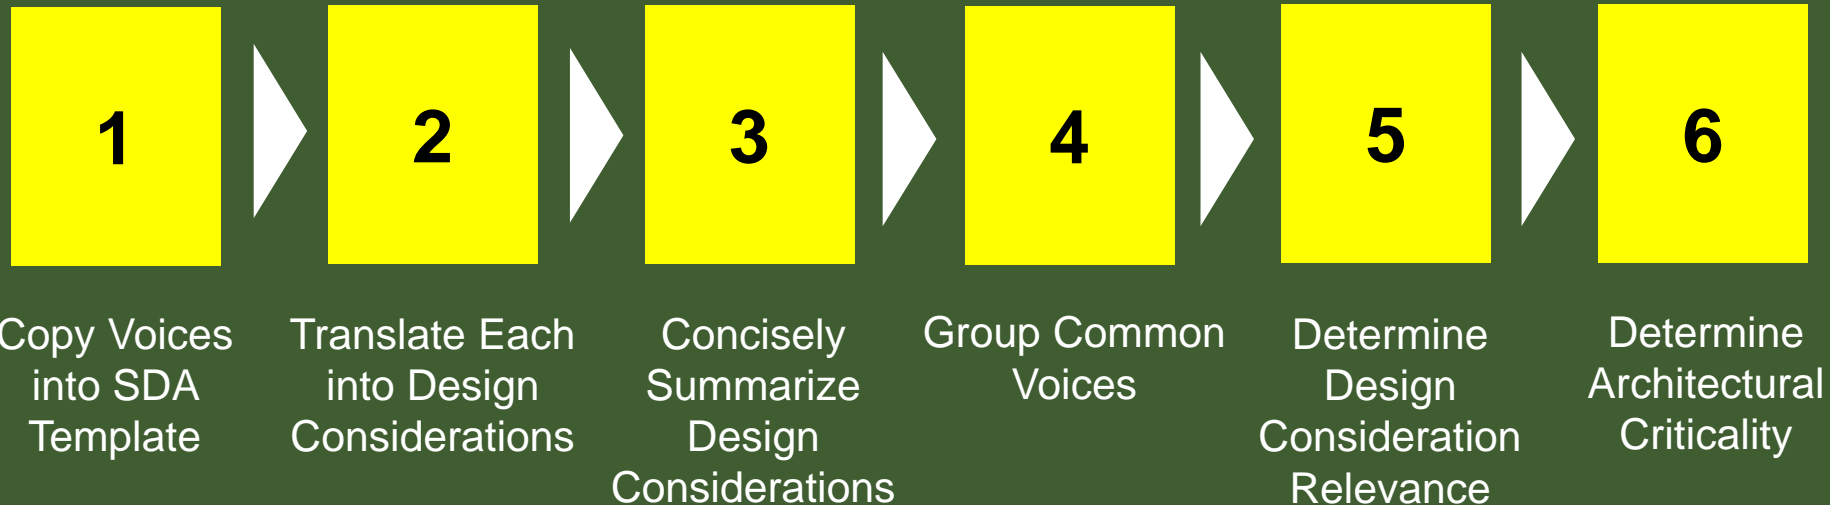 1
2
3
4
5
6
Copy Voices
into SDA
Template
Translate Each
into Design
Considerations
Concisely
Summarize
Design
Considerations
Group Common
Voices
Determine
Design
Consideration
Relevance
Determine
Architectural
Criticality